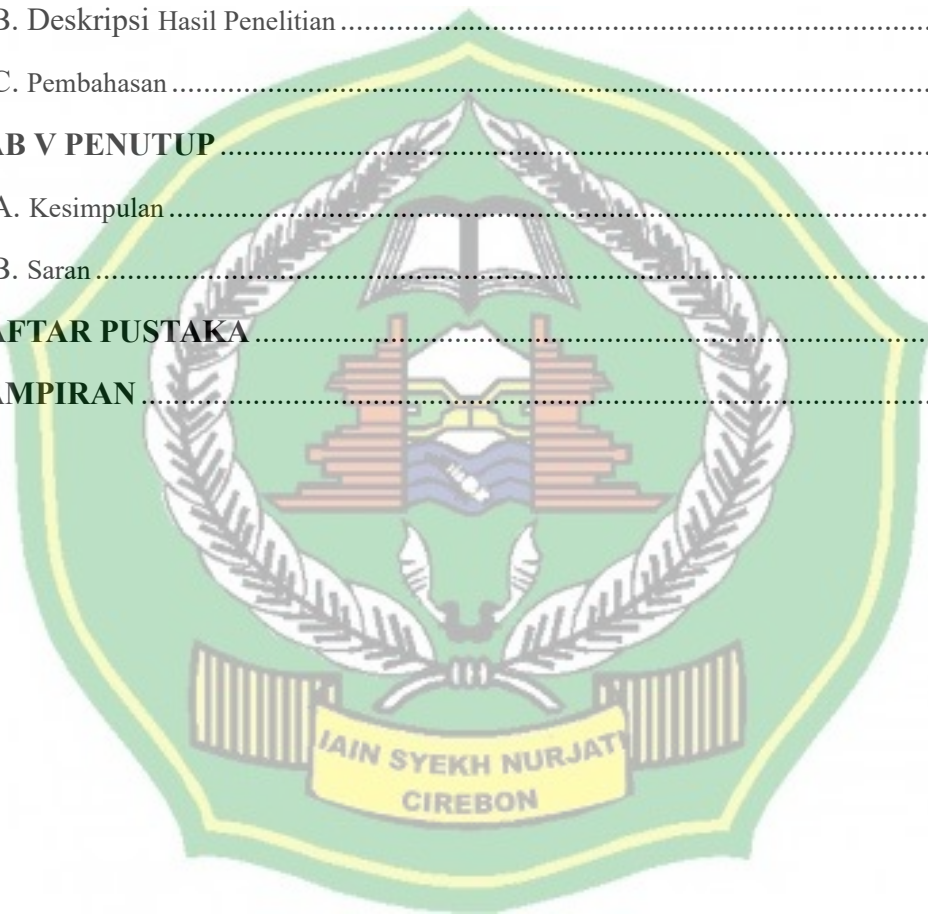 B. Deskripsi Hasil Penelitian
C. Pembahasan
AB V PENUTUP
A. Kesimpulan
B. Saran
AFTAR PUSTAKA
AMPIRAN
IAIN SYEKH NURJATI
CIREBON